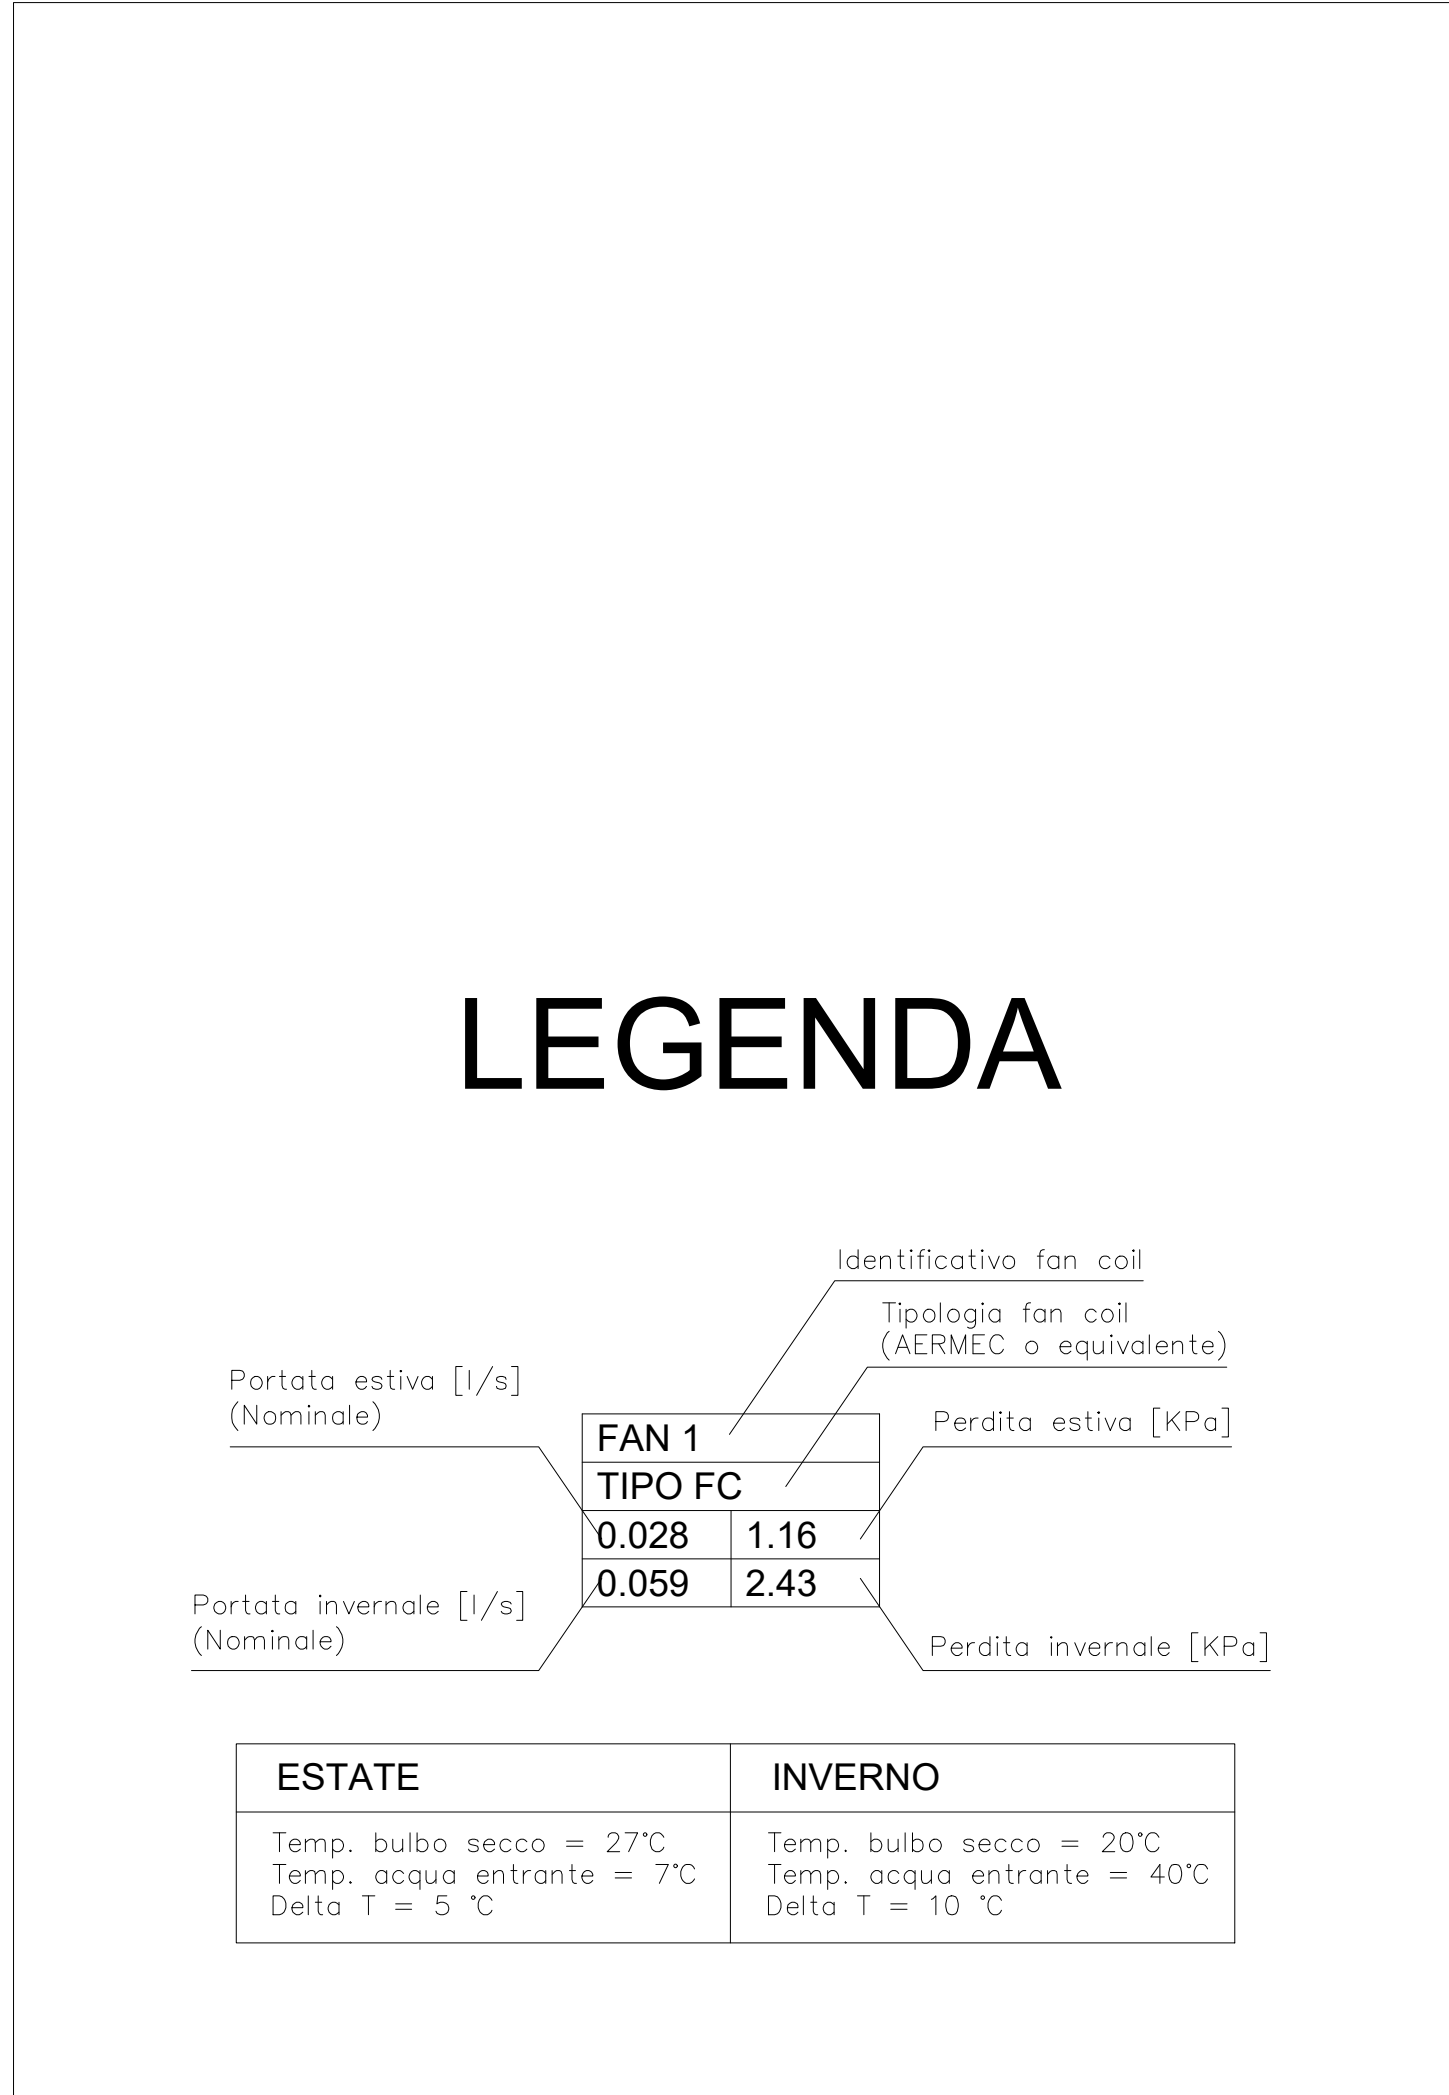 LEGENDA
Identificativo fan coil
Tipologia fan coil
(AERMEC o equivalente)
Portata estiva [l/s]
(Nominale)
Perdita estiva [KPa]
FAN 1
TIPO FC
0.028 1.16
0.059 2.43
Portata invernale [l/s]
(Nominale)
Perdita invernale [KPa]
ESTATE
Temp. bulbo secco = 27°C
Temp. acqua entrante = 7°C
Delta T = 5 °C
INVERNO
Temp. bulbo secco = 20°C
Temp. acqua entrante = 40°C
Delta T = 10 °C